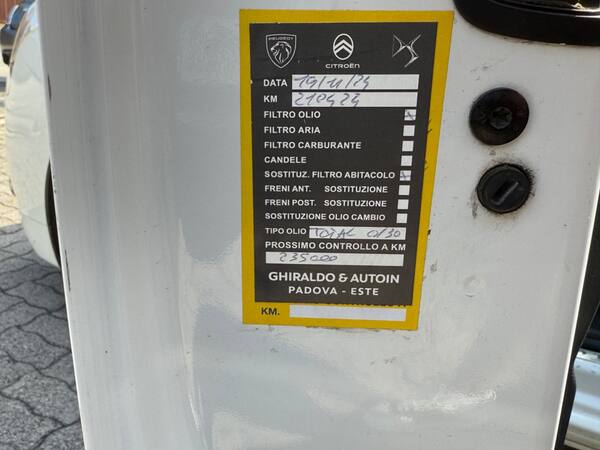 PEUGEOT
CITROËN
DATA 19/11/24
KM 210424
FILTRO OLIO x
FILTRO ARIA
FILTRO CARBURANTE
CANDELE
SOSTITUZ. FILTRO ABITACOLO x
FRENI ANT. SOSTITUZIONE
FRENI POST. SOSTITUZIONE
SOSTITUZIONE OLIO CAMBIO
TIPO OLIO TOTAL 0/30
PROSSIMO CONTROLLO A KM
235000
GHIRALDO & AUTOIN
PADOVA - ESTE
KM.